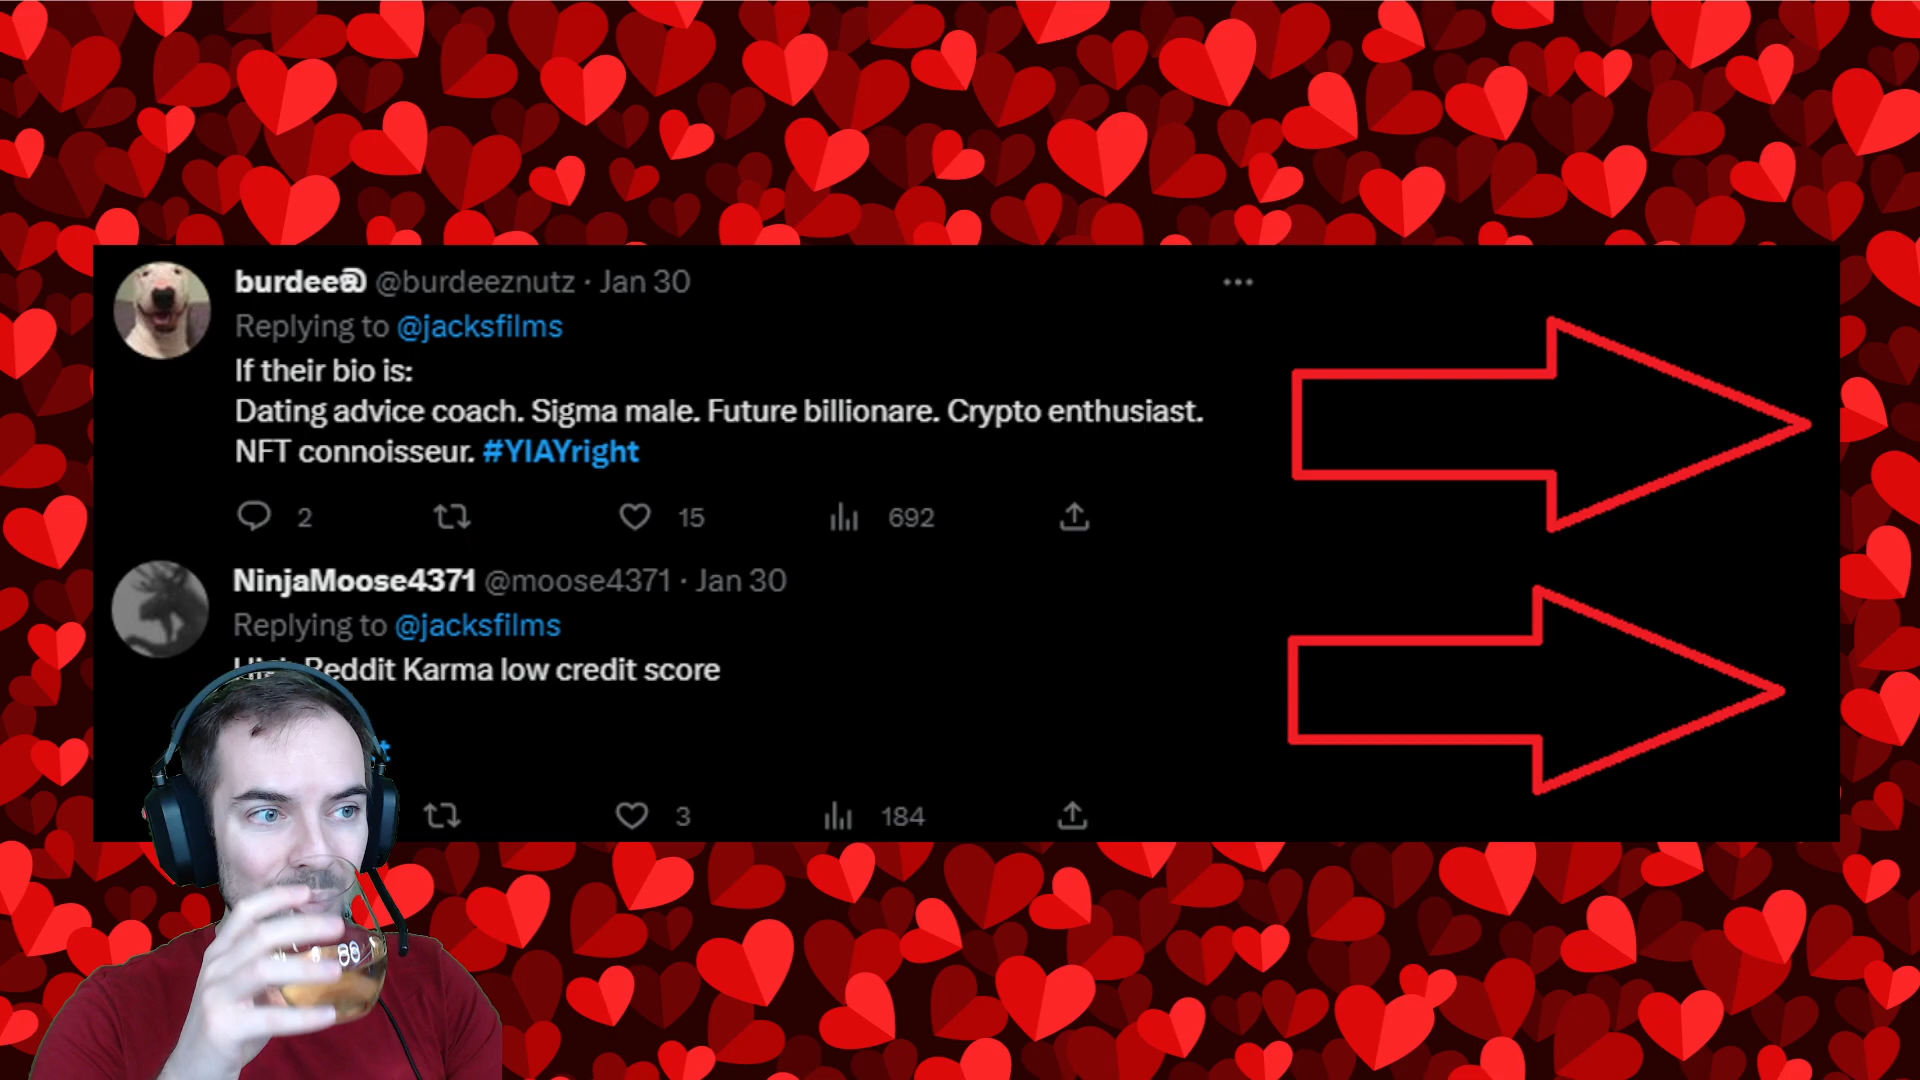 burdee @burdeeznutz · Jan 30
Replying to @jacksfilms
If their bio is:
Dating advice coach. Sigma male. Future billionare. Crypto enthusiast.
NFT connoisseur. #YIAYright
2 15 692
NinjaMoose4371 @moose4371 · Jan 30
Replying to @jacksfilms
Reddit Karma low credit score
3 184